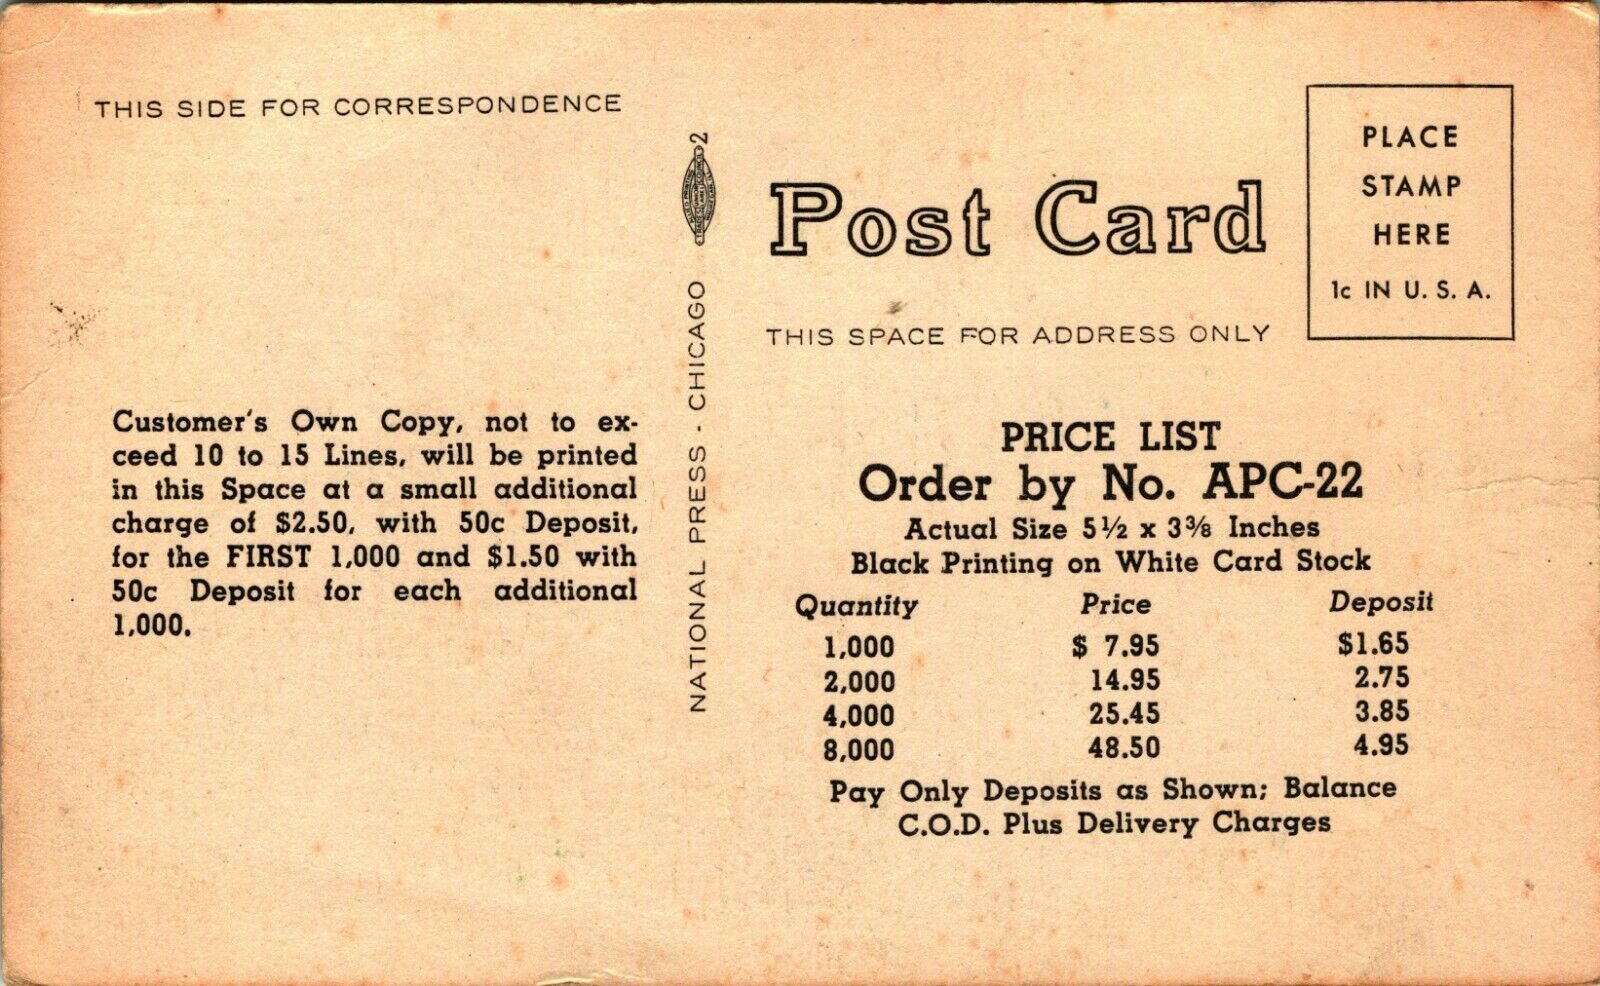 THIS SIDE FOR CORRESPONDENCE
Customer's Own Copy, not to ex-
ceed 10 to 15 Lines, will be printed
in this Space at a small additional
charge of $2.50, with 50c Deposit,
for the FIRST 1,000 and $1.50 with
50c Deposit for each additional
1,000.
NATIONAL PRESS - CHICAGO
2
Post Card
THIS SPACE FOR ADDRESS ONLY
PLACE
STAMP
HERE
1c IN U. S. A.
PRICE LIST
Order by No. APC-22
Actual Size 5½ x 3⅜ Inches
Black Printing on White Card Stock
Quantity Price Deposit
1,000 $ 7.95 $1.65
2,000 14.95 2.75
4,000 25.45 3.85
8,000 48.50 4.95
Pay Only Deposits as Shown; Balance
C.O.D. Plus Delivery Charges